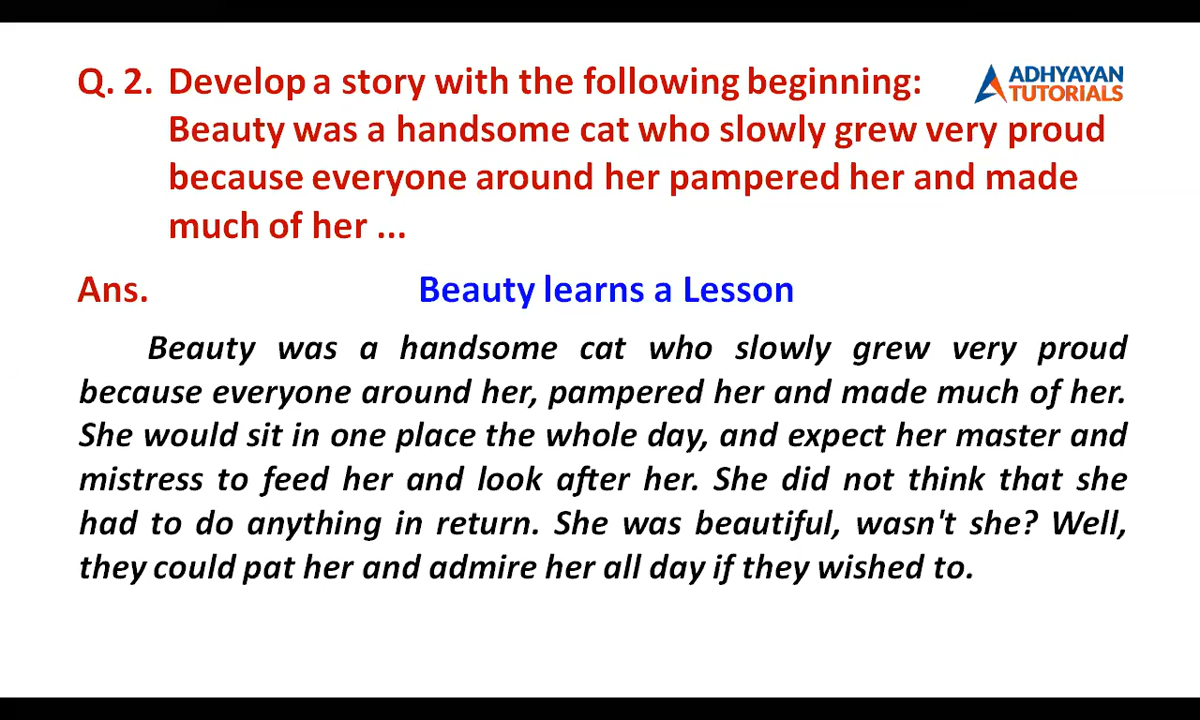 Q. 2. Develop a story with the following beginning:
ADHYAYAN
TUTORIALS
Beauty was a handsome cat who slowly grew very proud
because everyone around her pampered her and made
much of her ...
Ans. Beauty learns a Lesson
Beauty was a handsome cat who slowly grew very proud
because everyone around her, pampered her and made much of her.
She would sit in one place the whole day, and expect her master and
mistress to feed her and look after her. She did not think that she
had to do anything in return. She was beautiful, wasn't she? Well,
they could pat her and admire her all day if they wished to.